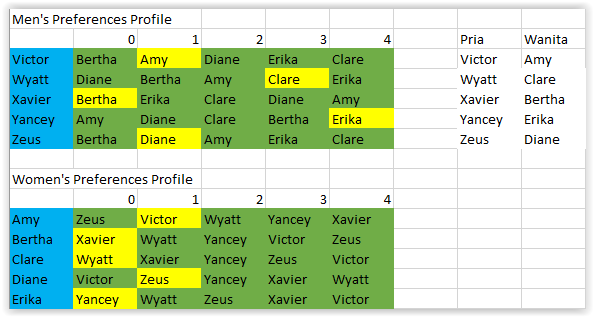 Men's Preferences Profile
0 1 2 3 4 Pria Wanita
Victor Bertha Amy Diane Erika Clare Victor Amy
Wyatt Diane Bertha Amy Clare Erika Wyatt Clare
Xavier Bertha Erika Clare Diane Amy Xavier Bertha
Yancey Amy Diane Clare Bertha Erika Yancey Erika
Zeus Bertha Diane Amy Erika Clare Zeus Diane
Women's Preferences Profile
0 1 2 3 4
Amy Zeus Victor Wyatt Yancey Xavier
Bertha Xavier Wyatt Yancey Victor Zeus
Clare Wyatt Xavier Yancey Zeus Victor
Diane Victor Zeus Yancey Xavier Wyatt
Erika Yancey Wyatt Zeus Xavier Victor